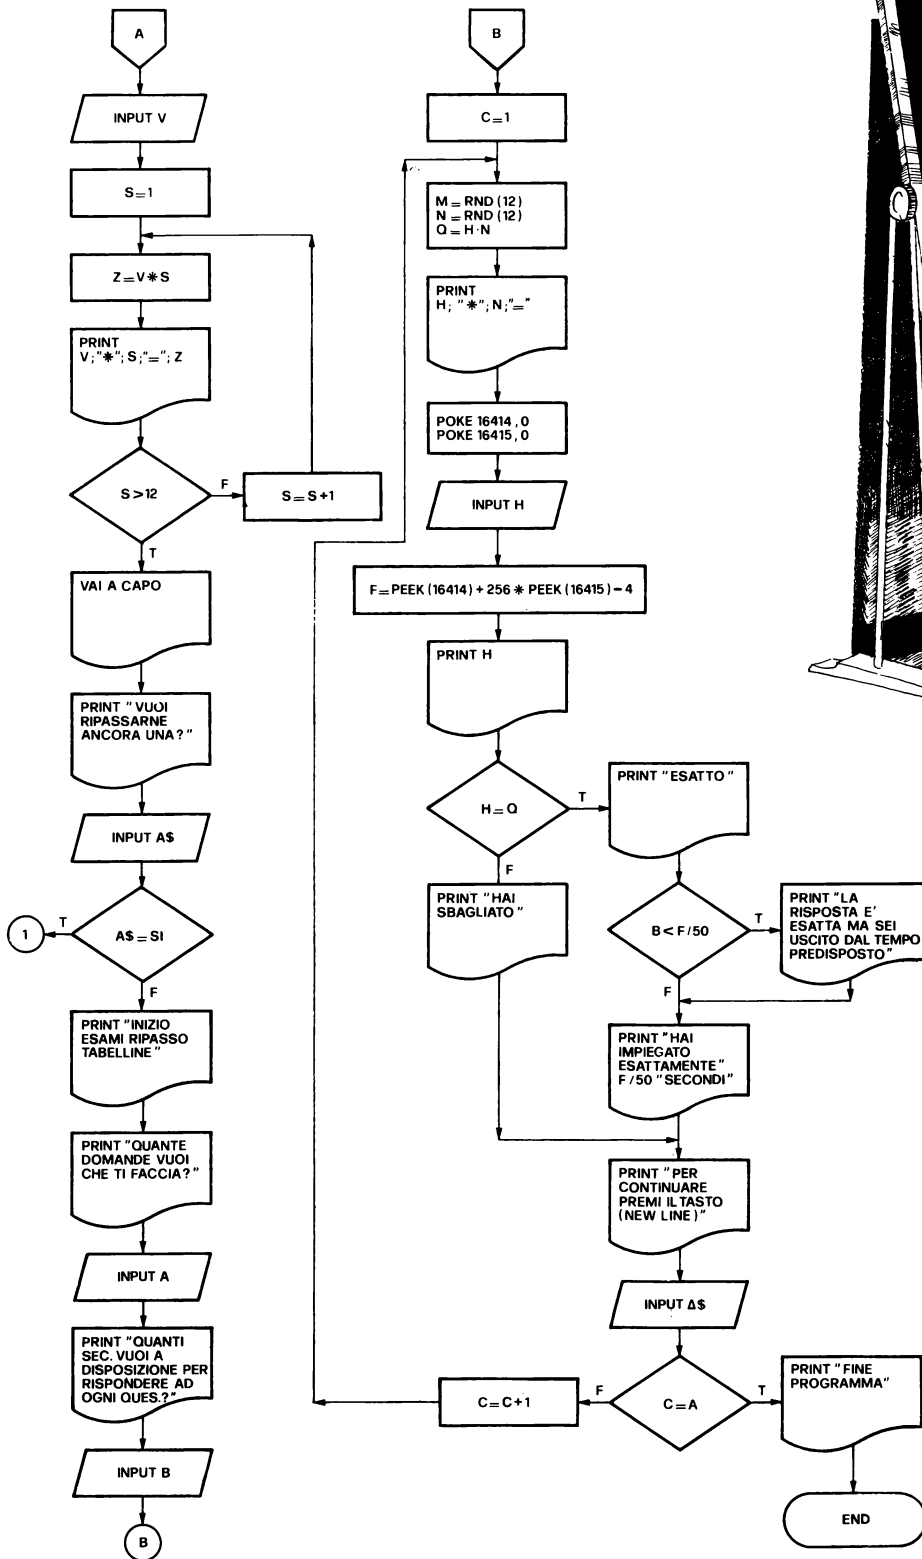 A
INPUT V
S=1
Z=V*S
PRINT
V;"*"; S;"="; Z
S>12
F
S=S+1
T
VAI A CAPO
PRINT "VUOI
RIPASSARNE
ANCORA UNA?"
INPUT A$
A$=SI
T
1
F
PRINT "INIZIO
ESAMI RIPASSO
TABELLINE"
PRINT "QUANTE
DOMANDE VUOI
CHE TI FACCIA?"
INPUT A
PRINT "QUANTI
SEC. VUOI A
DISPOSIZIONE PER
RISPONDERE AD
OGNI QUES.?"
INPUT B
B
B
C=1
M=RND(12)
N=RND(12)
Q=H·N
PRINT
H; "*"; N;"="
POKE 16414,0
POKE 16415,0
INPUT H
F=PEEK(16414)+256*PEEK(16415)-4
PRINT H
H=Q
T
PRINT "ESATTO"
F
PRINT "HAI
SBAGLIATO"
B<F/50
T
PRINT "LA
RISPOSTA E'
ESATTA MA SEI
USCITO DAL TEMPO
PREDISPOSTO"
F
PRINT "HAI
IMPIEGATO
ESATTAMENTE"
F/50 "SECONDI"
PRINT "PER
CONTINUARE
PREMI IL TASTO
(NEW LINE)"
INPUT Δ$
C=A
F
C=C+1
T
PRINT "FINE
PROGRAMMA"
END